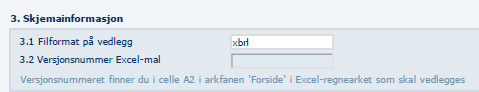 3. Skjemainformasjon
3.1 Filformat på vedlegg xbrl
3.2 Versjonsnummer Excel-mal
Versjonsnummeret finner du i celle A2 i arkfanen 'Forside' i Excel-regnearket som skal vedlegges